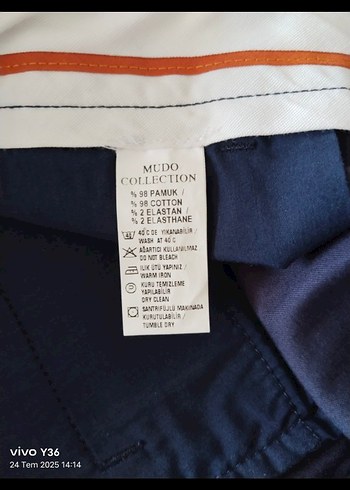 MUDO
COLLECTION
% 98 PAMUK /
% 98 COTTON
% 2 ELASTAN /
% 2 ELASTHANE
40 C DE YIKANABİLİR /
WASH AT 40 C
AĞARTICI KULLANILMAZ
DO NOT BLEACH
ILIK ÜTÜ YAPINIZ /
WARM IRON
KURU TEMİZLEME
YAPILABİLİR
DRY CLEAN
SANTRİFÜJLÜ MAKİNADA
KURUTULABİLİR /
TUMBLE DRY
vivo Y36
24 Tem 2025 14:14